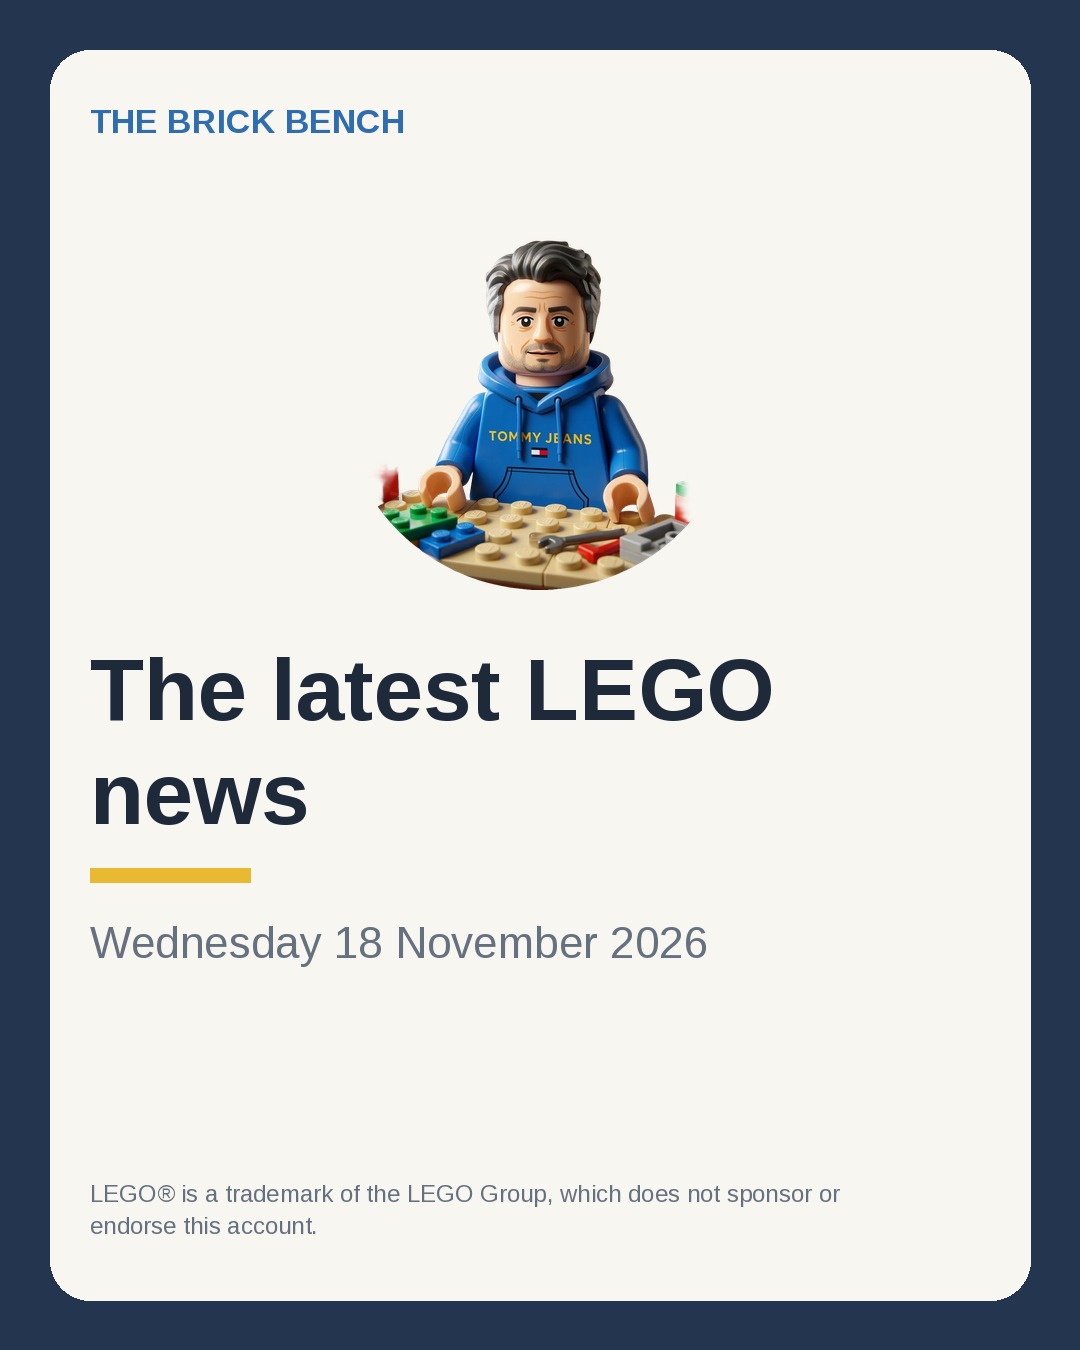 THE BRICK BENCH
TOMMY JEANS
The latest LEGO
news
Wednesday 18 November 2026
LEGO® is a trademark of the LEGO Group, which does not sponsor or
endorse this account.